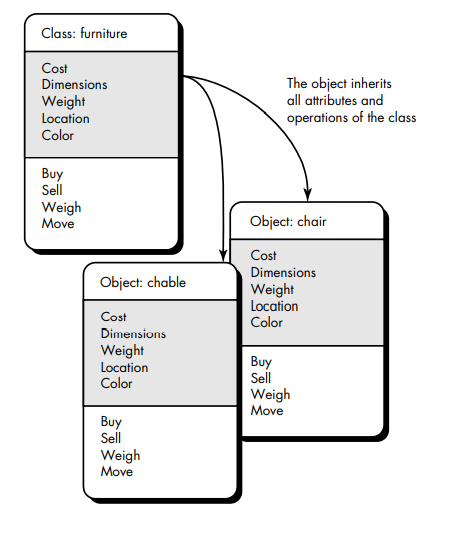 Class: furniture
Cost
Dimensions
Weight
Location
Color
Buy
Sell
Weigh
Move
The object inherits
all attributes and
operations of the class
Object: chair
Cost
Dimensions
Weight
Location
Color
Buy
Sell
Weigh
Move
Object: chable
Cost
Dimensions
Weight
Location
Color
Buy
Sell
Weigh
Move